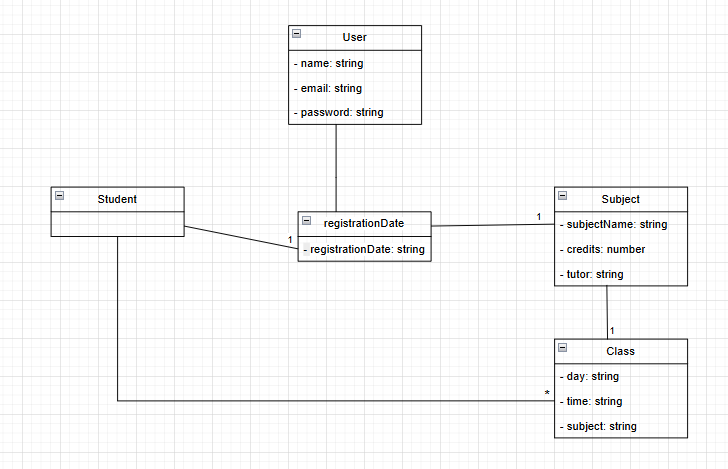 User
- name: string
- email: string
- password: string
Student
registrationDate
- registrationDate: string
1
1
Subject
- subjectName: string
- credits: number
- tutor: string
1
Class
- day: string
- time: string
- subject: string
*